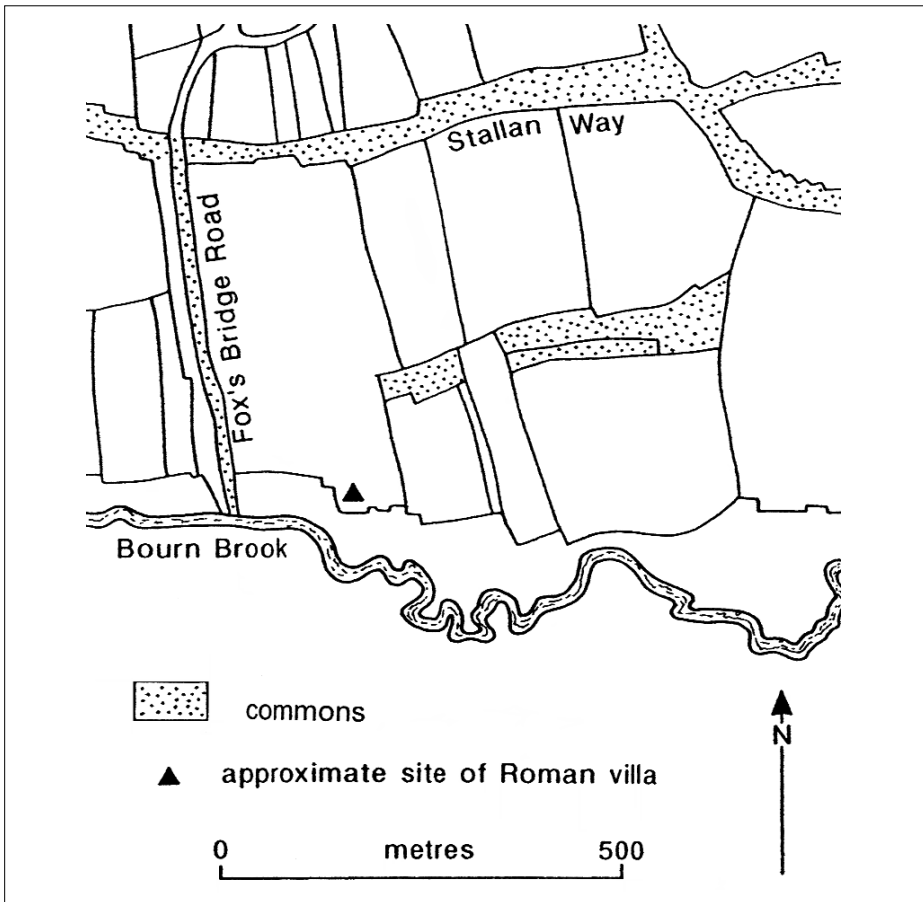 Stallan Way
Fox's Bridge Road
Bourn Brook
commons
N
approximate site of Roman villa
0 metres 500